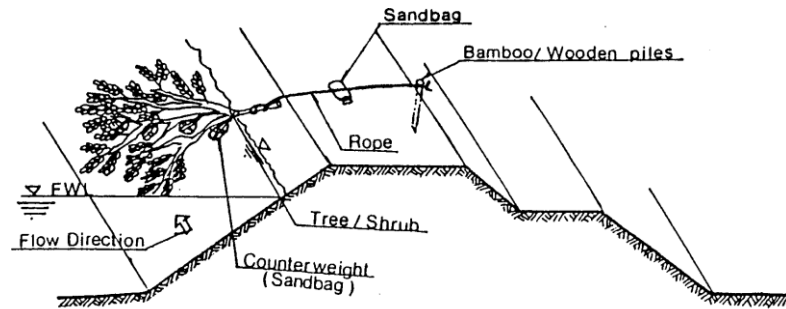 Sandbag
Bamboo/Wooden piles
Rope
FWL
Tree/Shrub
Flow Direction
Counterweight
(Sandbag)